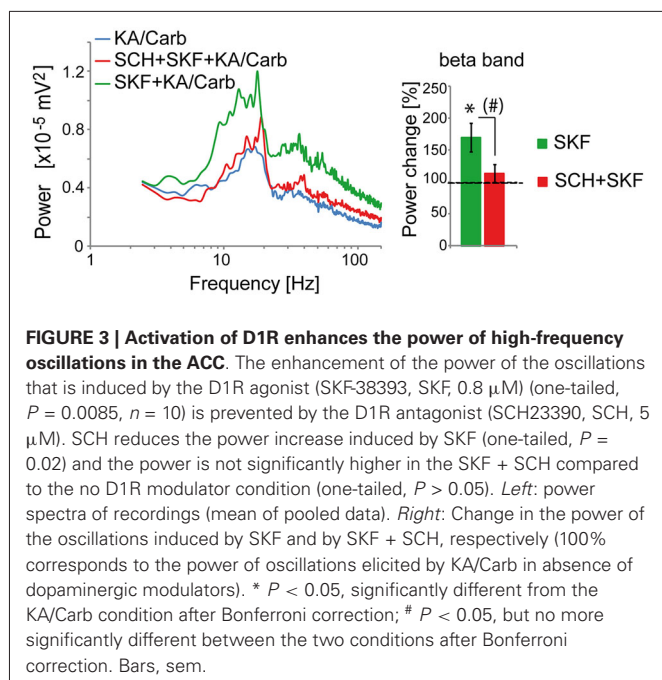 KA/Carb
SCH+SKF+KA/Carb
SKF+KA/Carb
1.2
0.8
0.4
0
Power [x10⁻⁵ mV²]
1
10
100
Frequency [Hz]
beta band
Power change [%]
250
200
150
100
50
0
* (#)
SKF
SCH+SKF
FIGURE 3 | Activation of D1R enhances the power of high-frequency
oscillations in the ACC. The enhancement of the power of the oscillations
that is induced by the D1R agonist (SKF-38393, SKF, 0.8 μM) (one-tailed,
P = 0.0085, n = 10) is prevented by the D1R antagonist (SCH23390, SCH, 5
μM). SCH reduces the power increase induced by SKF (one-tailed, P =
0.02) and the power is not significantly higher in the SKF + SCH compared
to the no D1R modulator condition (one-tailed, P > 0.05). Left: power
spectra of recordings (mean of pooled data). Right: Change in the power of
the oscillations induced by SKF and by SKF + SCH, respectively (100%
corresponds to the power of oscillations elicited by KA/Carb in absence of
dopaminergic modulators). * P < 0.05, significantly different from the
KA/Carb condition after Bonferroni correction; # P < 0.05, but no more
significantly different between the two conditions after Bonferroni
correction. Bars, sem.